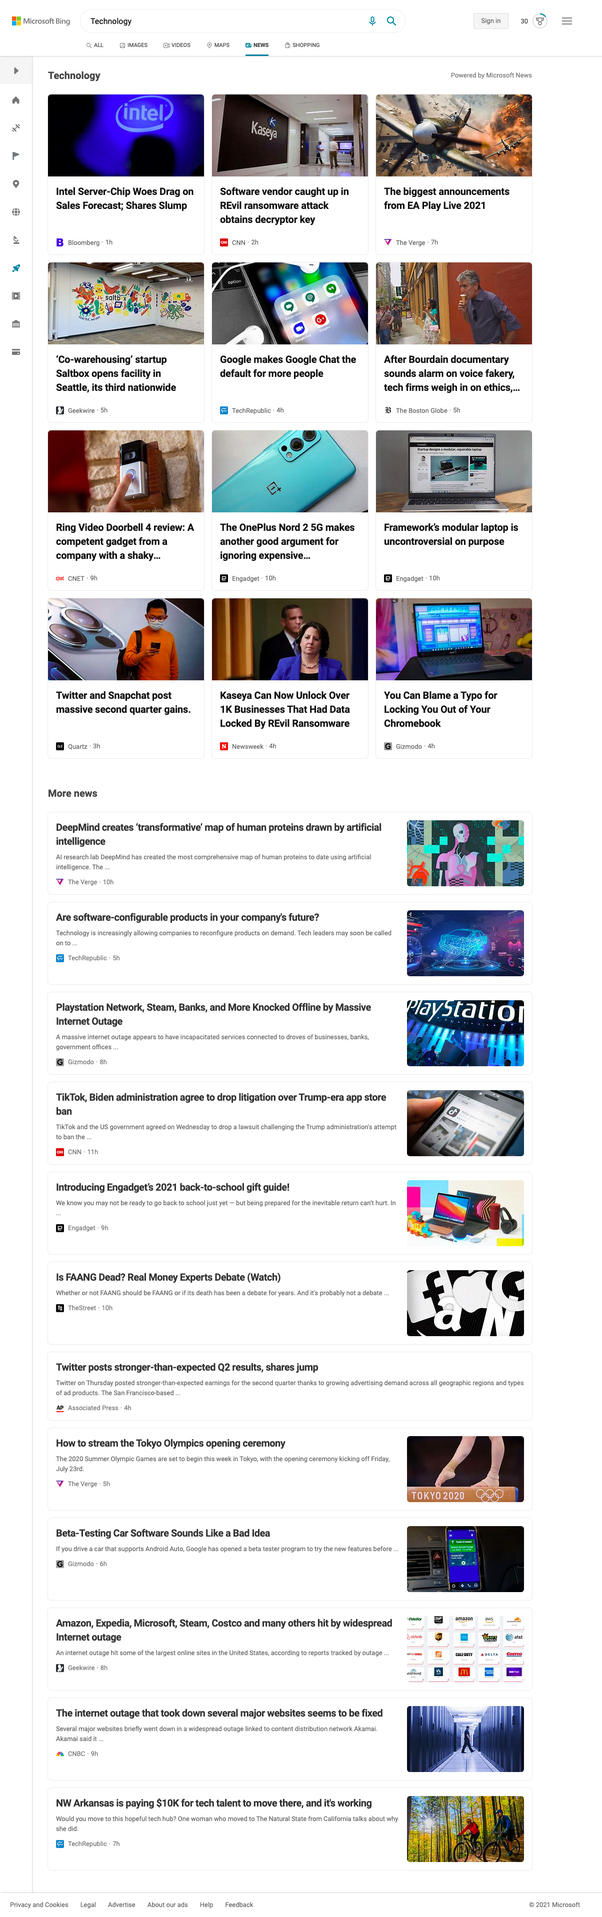 Microsoft Bing
Technology
Sign in
30
ALL
IMAGES
VIDEOS
MAPS
NEWS
SHOPPING
Technology
Powered by Microsoft News
intel
Kaseya
Intel Server-Chip Woes Drag on
Sales Forecast; Shares Slump
Bloomberg · 1h
Software vendor caught up in
REvil ransomware attack
obtains decryptor key
CNN · 2h
The biggest announcements
from EA Play Live 2021
The Verge · 7h
saltb
option
'Co-warehousing' startup
Saltbox opens facility in
Seattle, its third nationwide
Geekwire · 5h
Google makes Google Chat the
default for more people
TechRepublic · 4h
After Bourdain documentary
sounds alarm on voice fakery,
tech firms weigh in on ethics,...
The Boston Globe · 5h
Ring Video Doorbell 4 review: A
competent gadget from a
company with a shaky...
CNET · 9h
The OnePlus Nord 2 5G makes
another good argument for
ignoring expensive...
Engadget · 10h
Framework's modular laptop is
uncontroversial on purpose
Engadget · 10h
Twitter and Snapchat post
massive second quarter gains.
Quartz · 3h
Kaseya Can Now Unlock Over
1K Businesses That Had Data
Locked By REvil Ransomware
Newsweek · 4h
You Can Blame a Typo for
Locking You Out of Your
Chromebook
Gizmodo · 4h
More news
DeepMind creates 'transformative' map of human proteins drawn by artificial
intelligence
AI research lab DeepMind has created the most comprehensive map of human proteins to date using artificial
intelligence. The ...
The Verge · 10h
Are software-configurable products in your company's future?
Technology is increasingly allowing companies to reconfigure products on demand. Tech leaders may soon be called
on to ...
TechRepublic · 5h
Playstation Network, Steam, Banks, and More Knocked Offline by Massive
Internet Outage
A massive internet outage appears to have incapacitated services connected to droves of businesses, banks,
government offices ...
Gizmodo · 8h
PlayStation
TikTok, Biden administration agree to drop litigation over Trump-era app store
ban
TikTok and the US government agreed on Wednesday to drop a lawsuit challenging the Trump administration's attempt
to ban the ...
CNN · 11h
Introducing Engadget's 2021 back-to-school gift guide!
We know you may not be ready to go back to school just yet — but being prepared for the inevitable return can't hurt. In
...
Engadget · 9h
Is FAANG Dead? Real Money Experts Debate (Watch)
Whether or not FAANG should be FAANG or if its death has been a debate for years. And it's probably not a debate ...
TheStreet · 10h
Twitter posts stronger-than-expected Q2 results, shares jump
Twitter on Thursday posted stronger-than-expected earnings for the second quarter thanks to growing advertising demand across all geographic regions and types
of ad products. The San Francisco-based ...
Associated Press · 4h
How to stream the Tokyo Olympics opening ceremony
The 2020 Summer Olympic Games are set to begin this week in Tokyo, with the opening ceremony kicking off Friday,
July 23rd.
The Verge · 5h
TOKYO 2020
Beta-Testing Car Software Sounds Like a Bad Idea
If you drive a car that supports Android Auto, Google has opened a beta tester program to try the new features before ...
Gizmodo · 6h
Amazon, Expedia, Microsoft, Steam, Costco and many others hit by widespread
Internet outage
An internet outage hit some of the largest online sites in the United States, according to reports tracked by outage ...
Geekwire · 8h
amazon
aws
at&t
DELTA
The internet outage that took down several major websites seems to be fixed
Several major websites briefly went down in a widespread outage linked to content distribution network Akamai.
Akamai said it ...
CNBC · 9h
NW Arkansas is paying $10K for tech talent to move there, and it's working
Would you move to this hopeful tech hub? One woman who moved to The Natural State from California talks about why
she did.
TechRepublic · 7h
Privacy and Cookies
Legal
Advertise
About our ads
Help
Feedback
© 2021 Microsoft